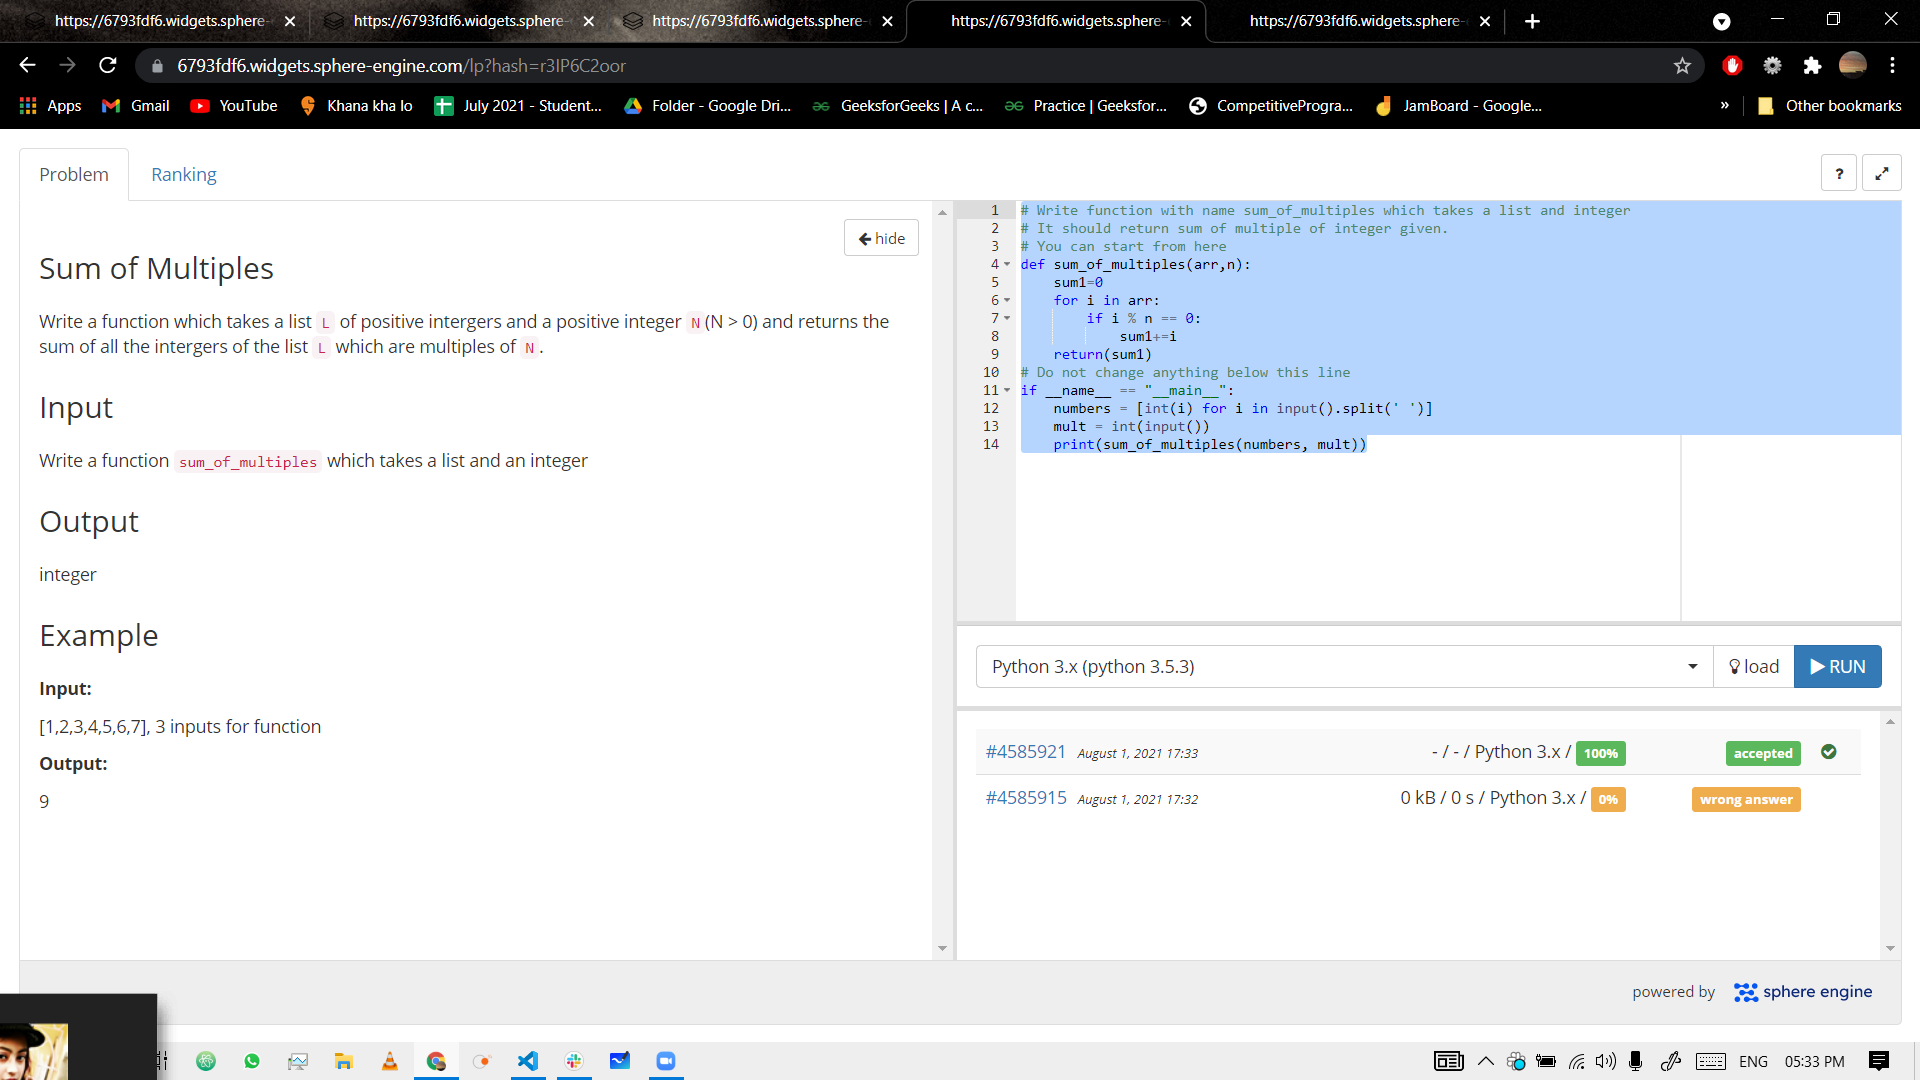 https://6793fdf6.widgets.sphere-
https://6793fdf6.widgets.sphere-
https://6793fdf6.widgets.sphere-
https://6793fdf6.widgets.sphere-
https://6793fdf6.widgets.sphere-
6793fdf6.widgets.sphere-engine.com/lp?hash=r3IP6C2oor
Apps
Gmail
YouTube
Khana kha lo
July 2021 - Student...
Folder - Google Dri...
GeeksforGeeks | A c...
Practice | Geeksfor...
CompetitiveProgra...
JamBoard - Google...
»
Other bookmarks
Problem
Ranking
?
hide
Sum of Multiples
Write a function which takes a list L of positive intergers and a positive integer N (N > 0) and returns the
sum of all the intergers of the list L which are multiples of N .
Input
Write a function sum_of_multiples which takes a list and an integer
Output
integer
Example
Input:
[1,2,3,4,5,6,7], 3 inputs for function
Output:
9
1 # Write function with name sum_of_multiples which takes a list and integer
2 # It should return sum of multiple of integer given.
3 # You can start from here
4 def sum_of_multiples(arr,n):
5 sum1=0
6 for i in arr:
7 if i % n == 0:
8 sum1+=i
9 return(sum1)
10 # Do not change anything below this line
11 if __name__ == "__main__":
12 numbers = [int(i) for i in input().split(' ')]
13 mult = int(input())
14 print(sum_of_multiples(numbers, mult))
Python 3.x (python 3.5.3)
load
RUN
#4585921 August 1, 2021 17:33 - / - / Python 3.x / 100% accepted
#4585915 August 1, 2021 17:32 0 kB / 0 s / Python 3.x / 0% wrong answer
powered by sphere engine
ENG 05:33 PM